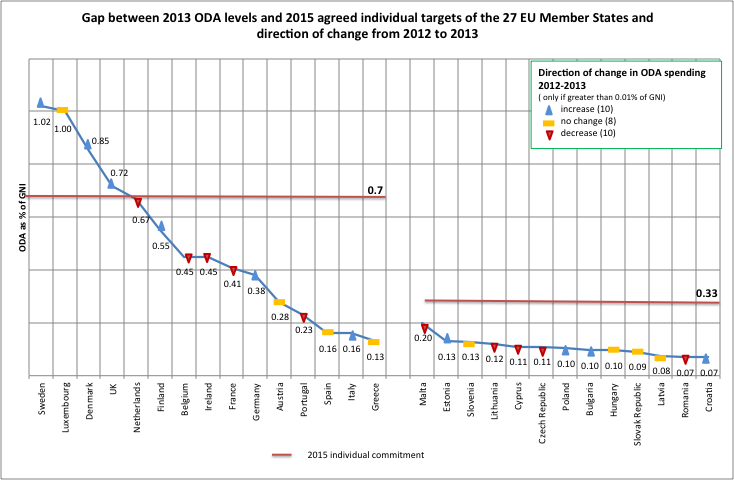 Gap between 2013 ODA levels and 2015 agreed individual targets of the 27 EU Member States and
direction of change from 2012 to 2013
Direction of change in ODA spending
2012-2013
( only if greater than 0.01% of GNI)
increase (10)
no change (8)
decrease (10)
ODA as % of GNI
0.7
0.33
1.02
1.00
0.85
0.72
0.67
0.55
0.45
0.45
0.41
0.38
0.28
0.23
0.16
0.16
0.13
0.20
0.13
0.13
0.12
0.11
0.11
0.10
0.10
0.10
0.09
0.08
0.07
0.07
Sweden
Luxembourg
Denmark
UK
Netherlands
Finland
Belgium
Ireland
France
Germany
Austria
Portugal
Spain
Italy
Greece
Malta
Estonia
Slovenia
Lithuania
Cyprus
Czech Republic
Poland
Bulgaria
Hungary
Slovak Republic
Latvia
Romania
Croatia
2015 individual commitment